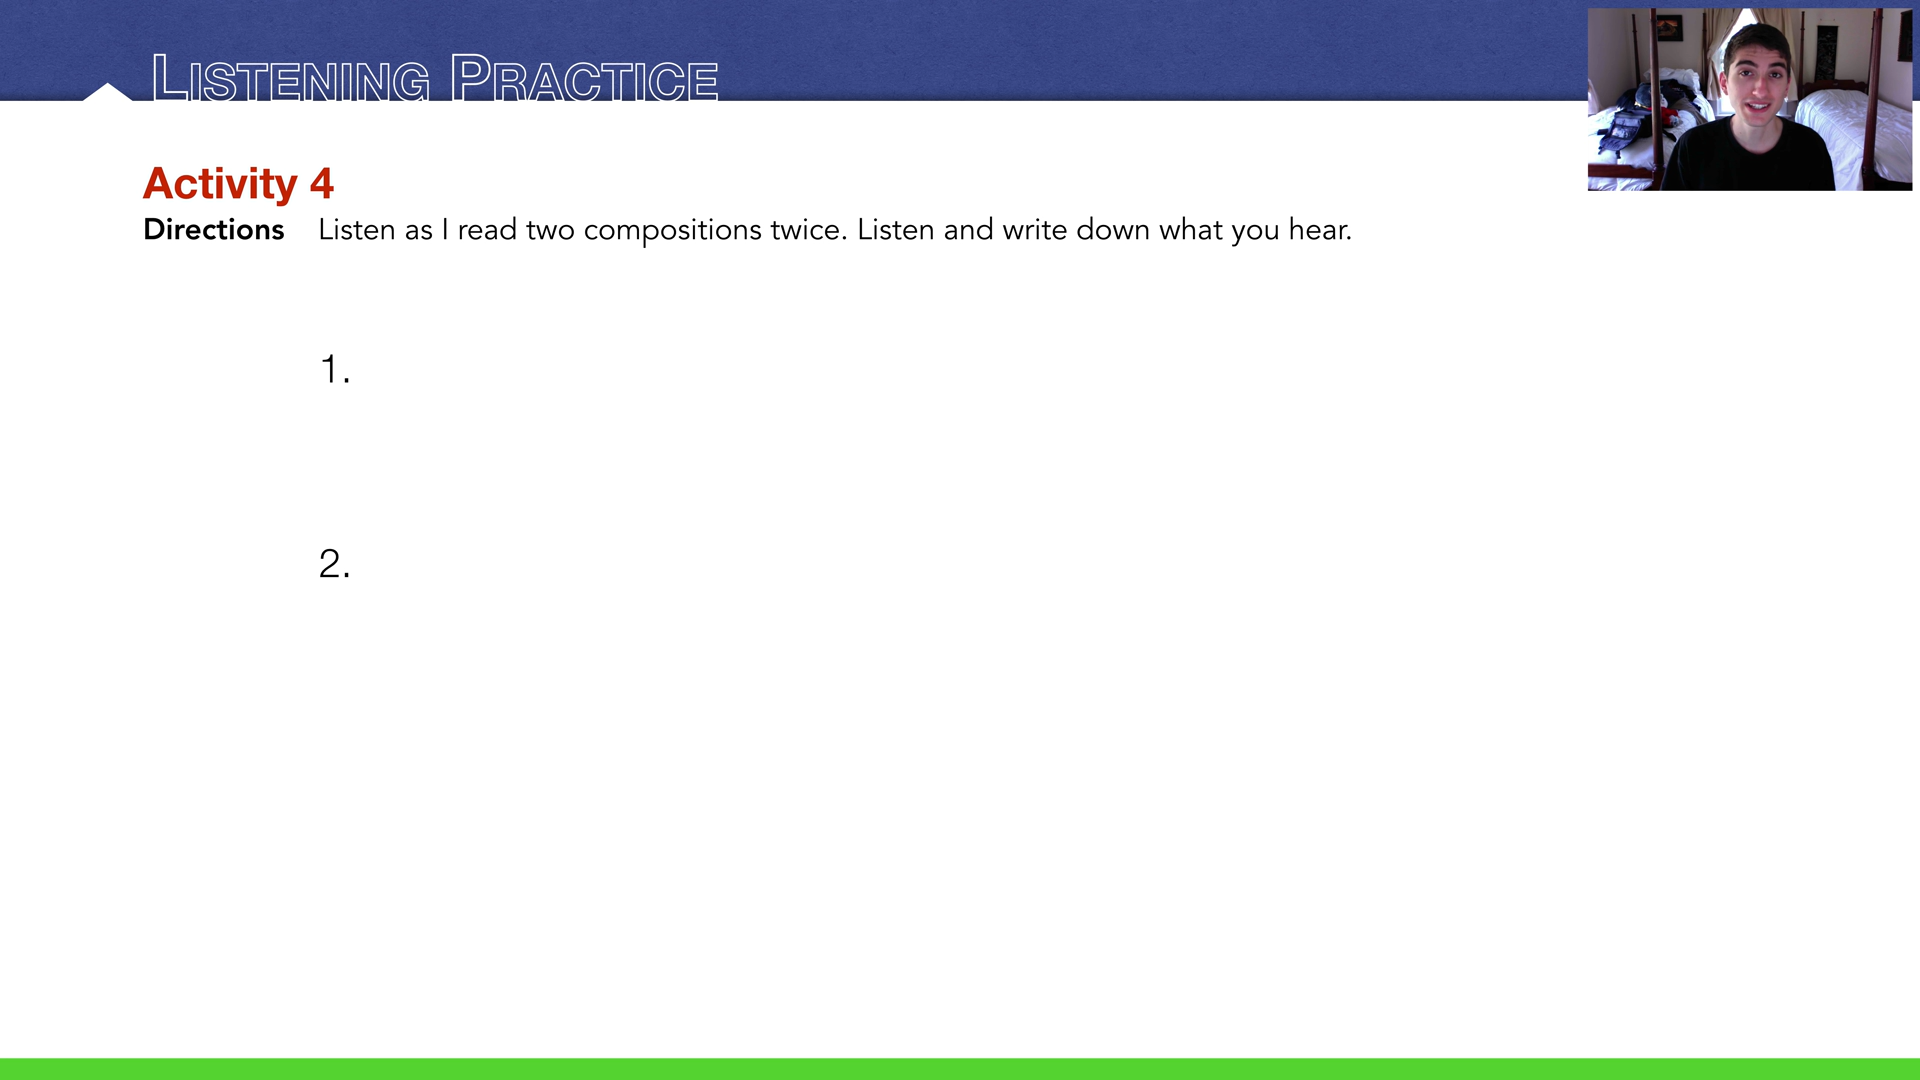 LISTENING PRACTICE
Activity 4
Directions Listen as I read two compositions twice. Listen and write down what you hear.
1.
2.